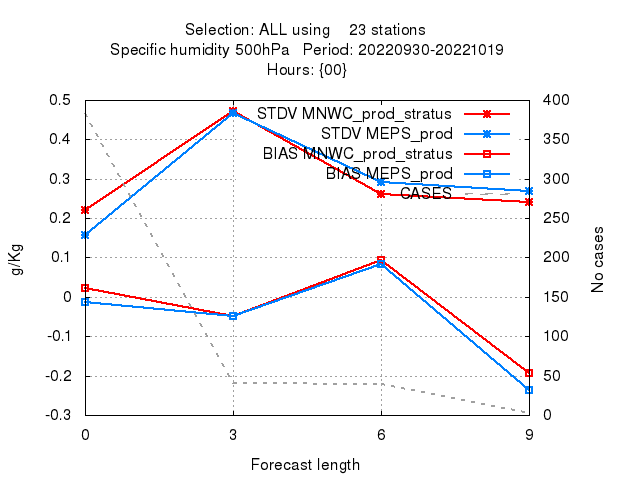 Selection: ALL using 23 stations
Specific humidity 500hPa Period: 20220930-20221019
Hours: {00}
0.5
0.4
0.3
0.2
0.1
0
-0.1
-0.2
-0.3
400
350
300
250
200
150
100
50
0
STDV MNWC_prod_stratus
STDV MEPS_prod
BIAS MNWC_prod_stratus
BIAS MEPS_prod
CASES
g/Kg
No cases
0 3 6 9
Forecast length